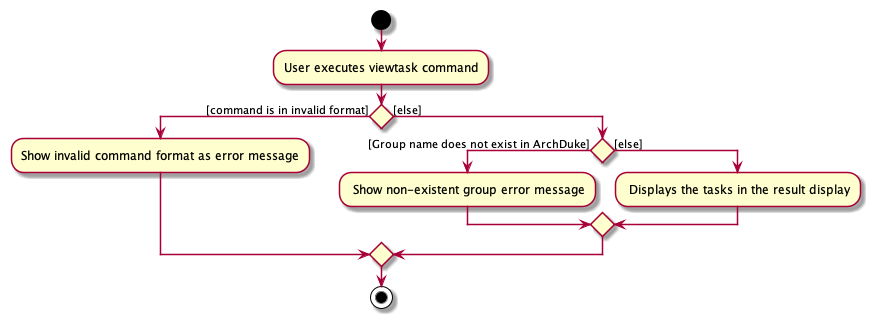 User executes viewtask command
[command is in invalid format]
[else]
Show invalid command format as error message
[Group name does not exist in ArchDuke]
[else]
Show non-existent group error message
Displays the tasks in the result display